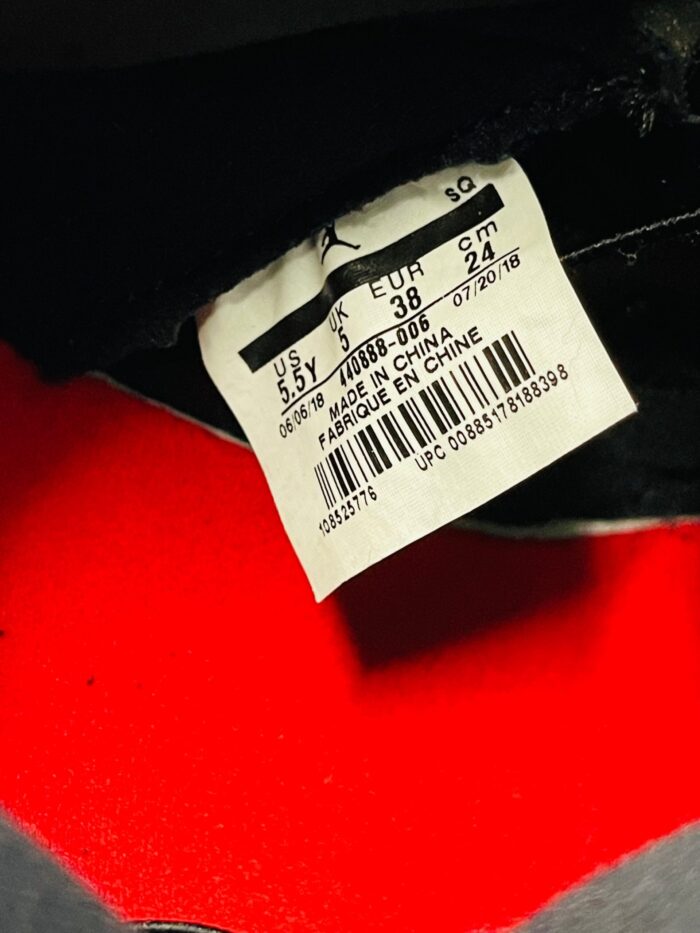 SQ
US UK EUR cm
5.5Y 5 38 24
06/06/18 440888-006 07/20/18
MADE IN CHINA
FABRIQUE EN CHINE
108525776 UPC 00885178188398